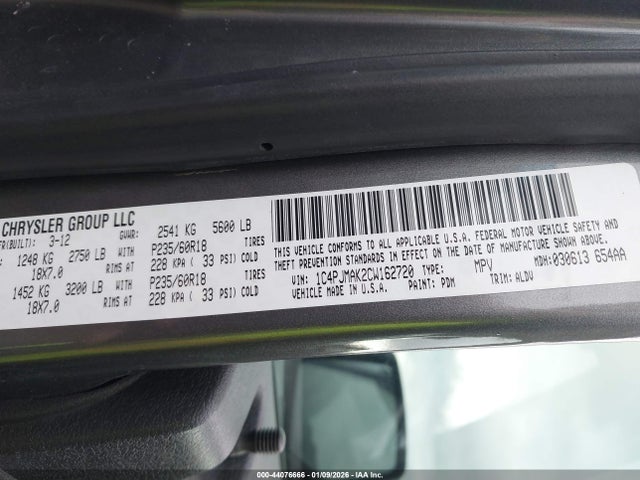 CHRYSLER GROUP LLC
FR(BUILT): 3-12 GVWR: 2541 KG 5600 LB
1248 KG 2750 LB WITH P235/60R18 TIRES
18X7.0 RIMS AT 228 KPA ( 33 PSI) COLD
1452 KG 3200 LB WITH P235/60R18 TIRES
18X7.0 RIMS AT 228 KPA ( 33 PSI) COLD
THIS VEHICLE CONFORMS TO ALL APPLICABLE U.S.A. FEDERAL MOTOR VEHICLE SAFETY AND
THEFT PREVENTION STANDARDS IN EFFECT ON THE DATE OF MANUFACTURE SHOWN ABOVE.
VIN: 1C4PJMAK2CW162720 TYPE: MPV MDH: 030613 654AA
VEHICLE MADE IN U.S.A. PAINT: PDM TRIM: ALDV
000-44076666 - 01/09/2026 - IAA Inc.